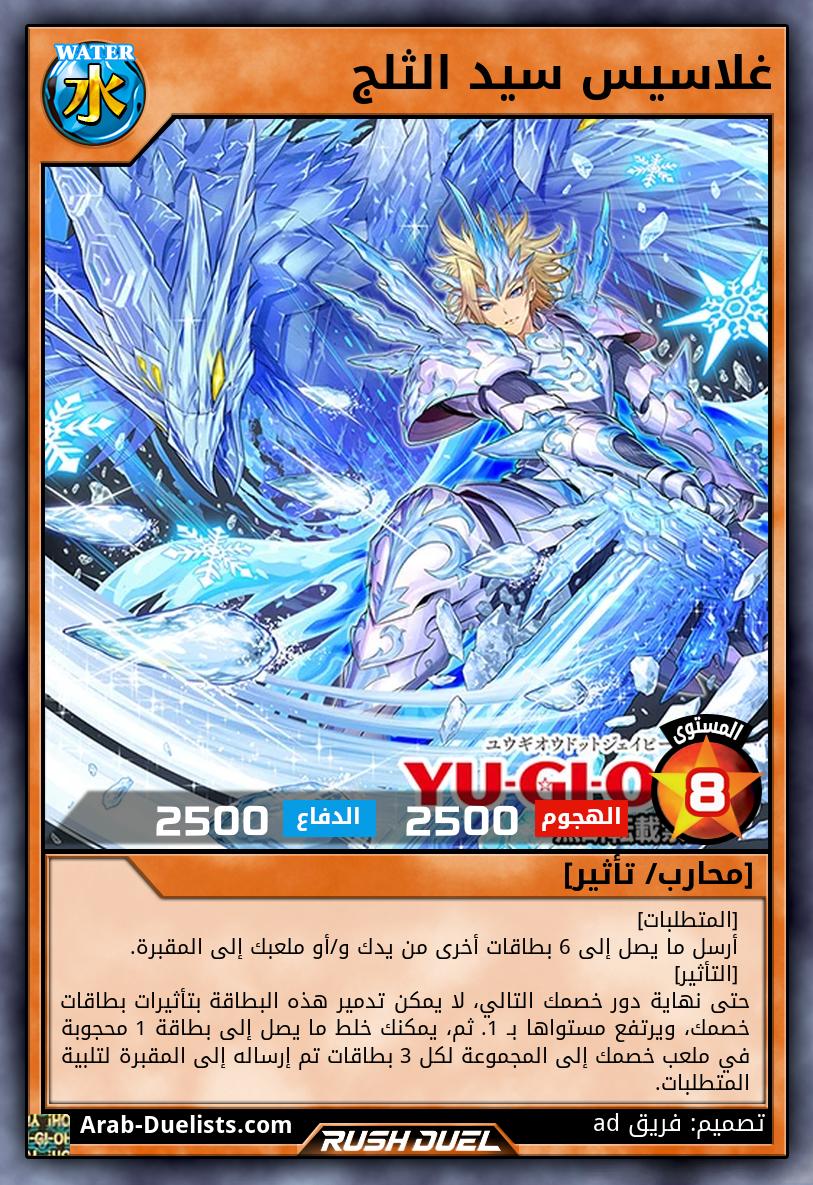 WATER
水
غلاسيس سيد الثلج
ユウギオウドットジェイピー
YU-GI-O
المستوى
8
الهجوم 2500 الدفاع 2500
[محارب/ تأثير]
[المتطلبات]
أرسل ما يصل إلى 6 بطاقات أخرى من يدك و/أو ملعبك إلى المقبرة.
[التأثير]
حتى نهاية دور خصمك التالي، لا يمكن تدمير هذه البطاقة بتأثيرات بطاقات
خصمك، ويرتفع مستواها بـ 1. ثم، يمكنك خلط ما يصل إلى بطاقة 1 محجوبة
في ملعب خصمك إلى المجموعة لكل 3 بطاقات تم إرساله إلى المقبرة لتلبية
المتطلبات.
تصميم: فريق ad
Arab-Duelists.com
RUSH DUEL